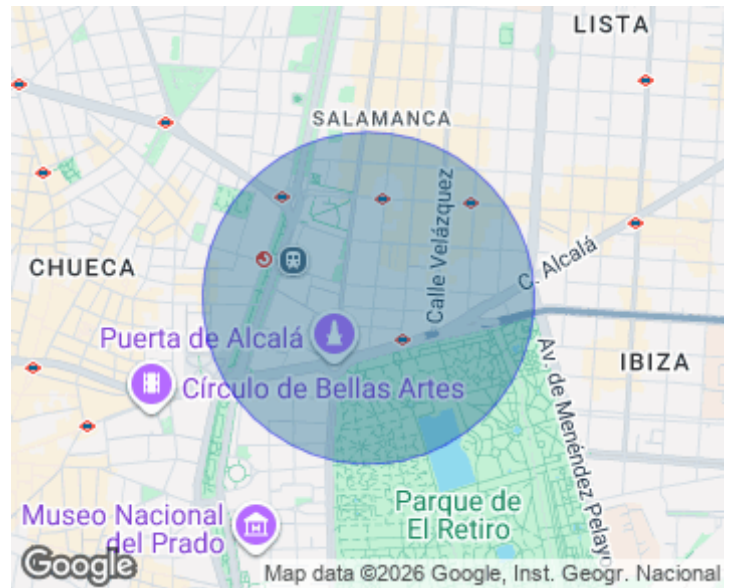 LISTA
SALAMANCA
Calle Velázquez
CHUECA
C. Alcalá
Puerta de Alcalá
Círculo de Bellas Artes
IBIZA
Av. de Menéndez Pelayo
Parque de
El Retiro
Museo Nacional
del Prado
Google
Map data ©2026 Google, Inst. Geogr. Nacional